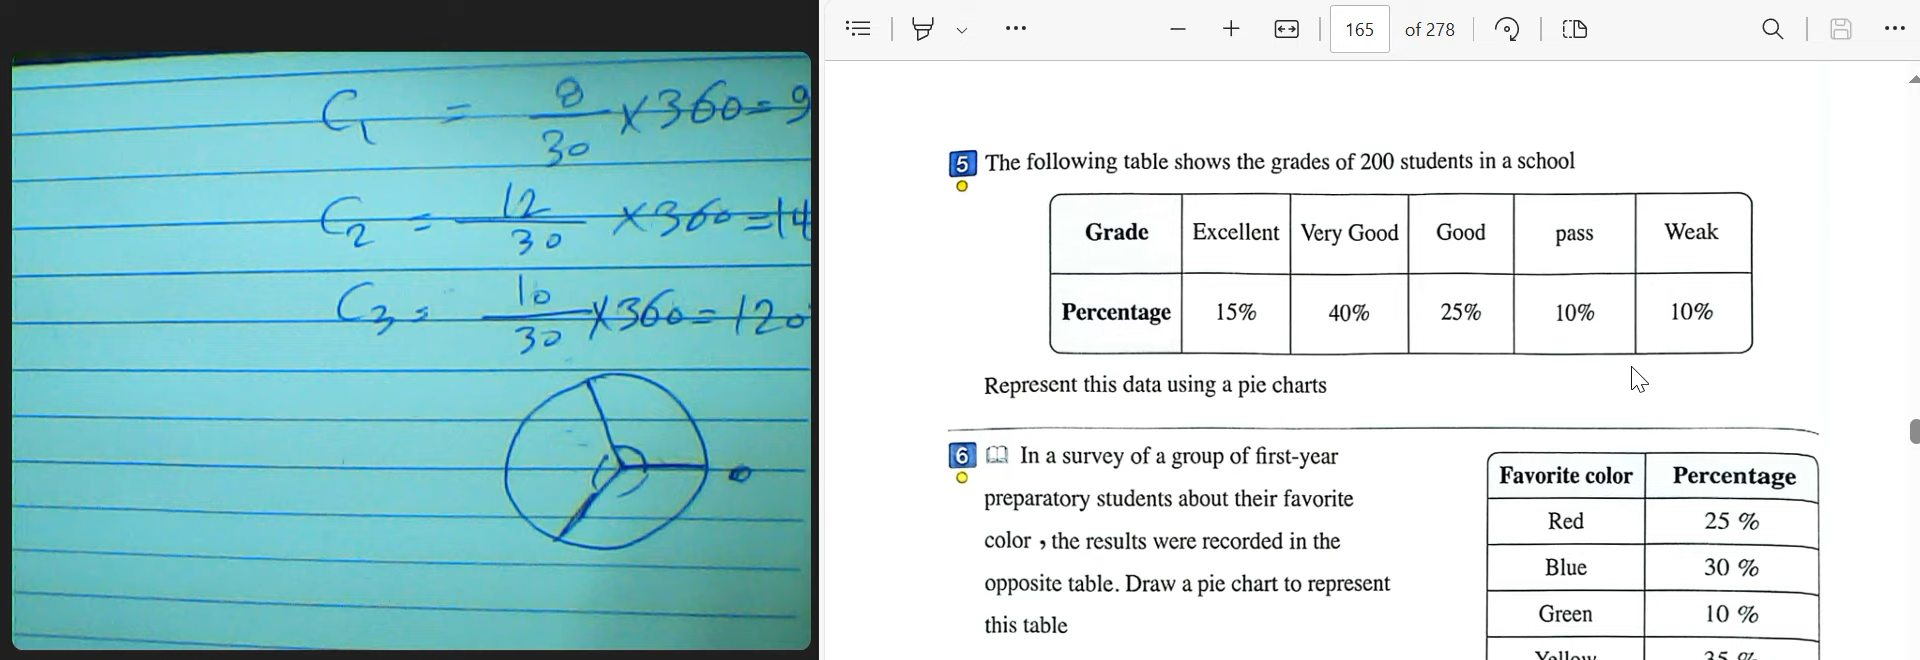 C₁ = 8/30 × 360 = 9
C₂ = 12/30 × 360 = 14
C₃ = 10/30 × 360 = 120
165 of 278
5 The following table shows the grades of 200 students in a school
Grade Excellent Very Good Good pass Weak
Percentage 15% 40% 25% 10% 10%
Represent this data using a pie charts
6 In a survey of a group of first-year
preparatory students about their favorite
color , the results were recorded in the
opposite table. Draw a pie chart to represent
this table
Favorite color Percentage
Red 25 %
Blue 30 %
Green 10 %
Yellow 35 %